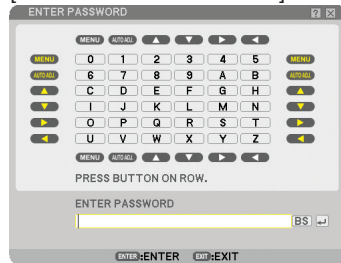 ENTER PASSWORD
MENU AUTO ADJ.
MENU 0 1 2 3 4 5 MENU
AUTO ADJ. 6 7 8 9 A B AUTO ADJ.
C D E F G H
I J K L M N
O P Q R S T
U V W X Y Z
MENU AUTO ADJ.
PRESS BUTTON ON ROW.
ENTER PASSWORD
BS
ENTER :ENTER EXIT :EXIT